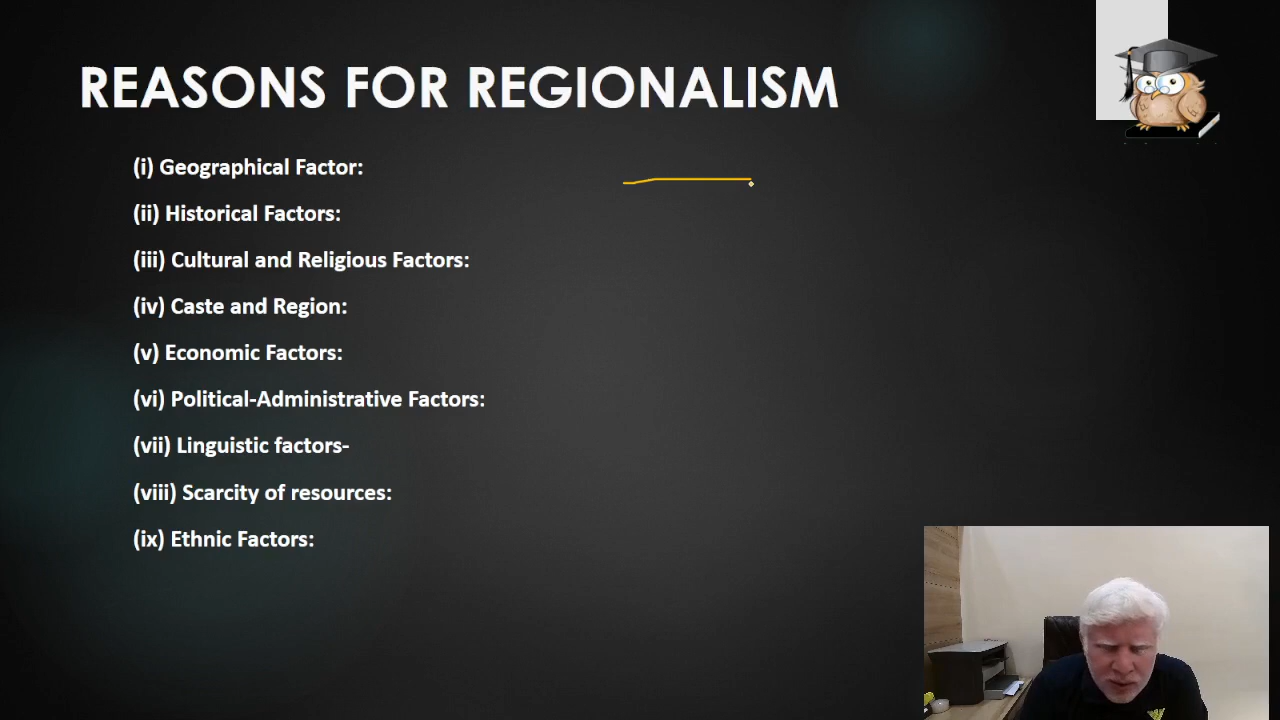 REASONS FOR REGIONALISM
(i) Geographical Factor:
(ii) Historical Factors:
(iii) Cultural and Religious Factors:
(iv) Caste and Region:
(v) Economic Factors:
(vi) Political-Administrative Factors:
(vii) Linguistic factors-
(viii) Scarcity of resources:
(ix) Ethnic Factors: